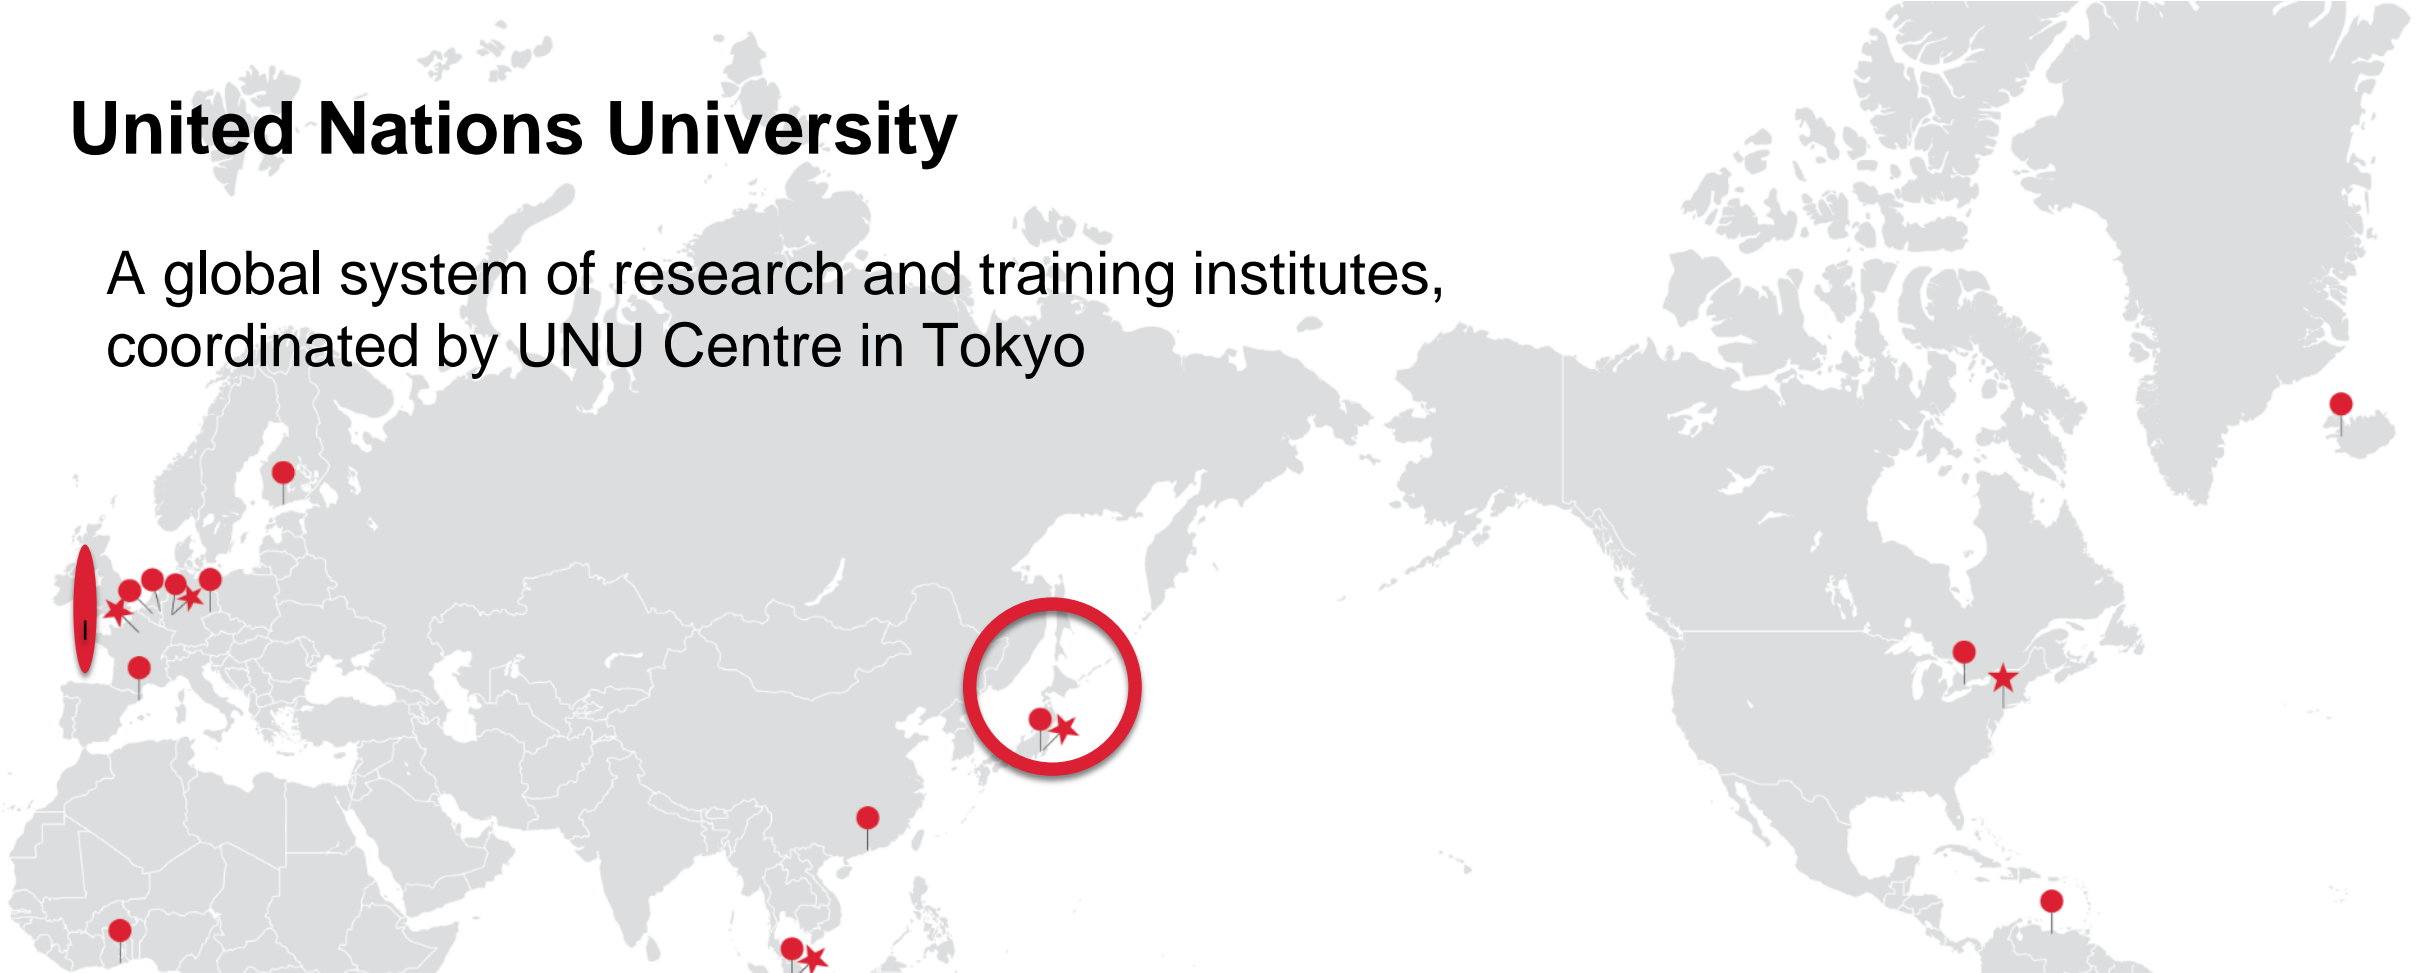 United Nations University
A global system of research and training institutes,
coordinated by UNU Centre in Tokyo